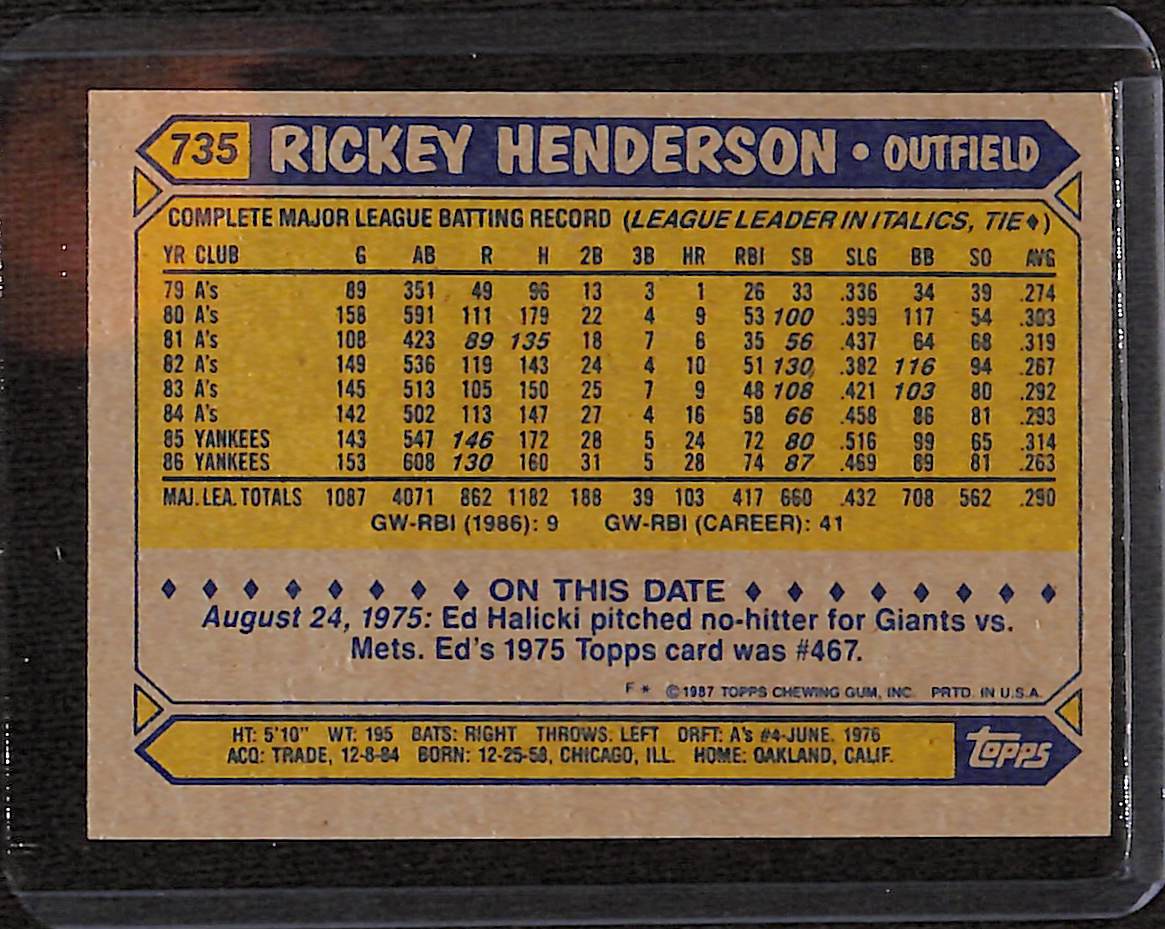 735 RICKEY HENDERSON • OUTFIELD
COMPLETE MAJOR LEAGUE BATTING RECORD (LEAGUE LEADER IN ITALICS, TIE♦)
YR CLUB G AB R H 2B 3B HR RBI SB SLG BB SO AVG
79 A's 89 351 49 96 13 3 1 26 33 .336 34 39 .274
80 A's 158 591 111 179 22 4 9 53 100 .399 117 54 .303
81 A's 108 423 89 135 18 7 6 35 56 .437 64 68 .319
82 A's 149 536 119 143 24 4 10 51 130 .382 116 94 .267
83 A's 145 513 105 150 25 7 9 48 108 .421 103 80 .292
84 A's 142 502 113 147 27 4 16 58 66 .458 86 81 .293
85 YANKEES 143 547 146 172 28 5 24 72 80 .516 99 65 .314
86 YANKEES 153 608 130 160 31 5 28 74 87 .469 89 81 .263
MAJ. LEA. TOTALS 1087 4071 862 1182 188 39 103 417 660 .432 708 562 .290
GW-RBI (1986): 9 GW-RBI (CAREER): 41
♦ ♦ ♦ ♦ ♦ ♦ ♦ ♦ ON THIS DATE ♦ ♦ ♦ ♦ ♦ ♦ ♦ ♦
August 24, 1975: Ed Halicki pitched no-hitter for Giants vs.
Mets. Ed's 1975 Topps card was #467.
F * ©1987 TOPPS CHEWING GUM, INC. PRTD. IN U.S.A.
HT: 5'10" WT: 195 BATS: RIGHT THROWS: LEFT DRFT: A's #4-JUNE, 1976
ACQ: TRADE, 12-8-84 BORN: 12-25-58, CHICAGO, ILL. HOME: OAKLAND, CALIF.
topps